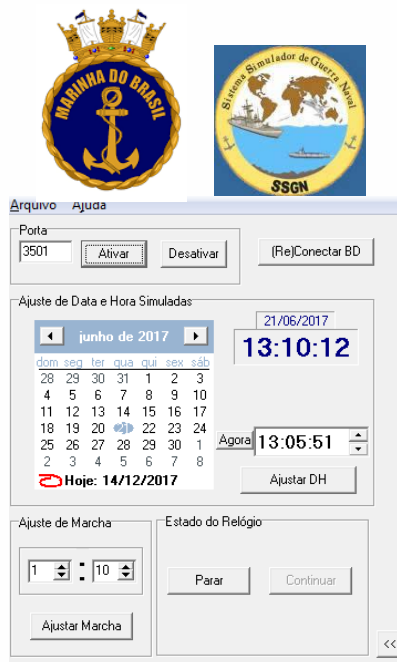 MARINHA DO BRASIL
Sistema Simulador de Guerra Naval
SSGN
Arquivo Ajuda
Porta
3501 Ativar Desativar (Re)Conectar BD
Ajuste de Data e Hora Simuladas
21/06/2017
junho de 2017
13:10:12
dom seg ter qua qui sex sáb
28 29 30 31 1 2 3
4 5 6 7 8 9 10
11 12 13 14 15 16 17
18 19 20 21 22 23 24
25 26 27 28 29 30 1
2 3 4 5 6 7 8
Agora 13:05:51
Hoje: 14/12/2017
Ajustar DH
Ajuste de Marcha
1 : 10
Ajustar Marcha
Estado do Relógio
Parar Continuar
<<